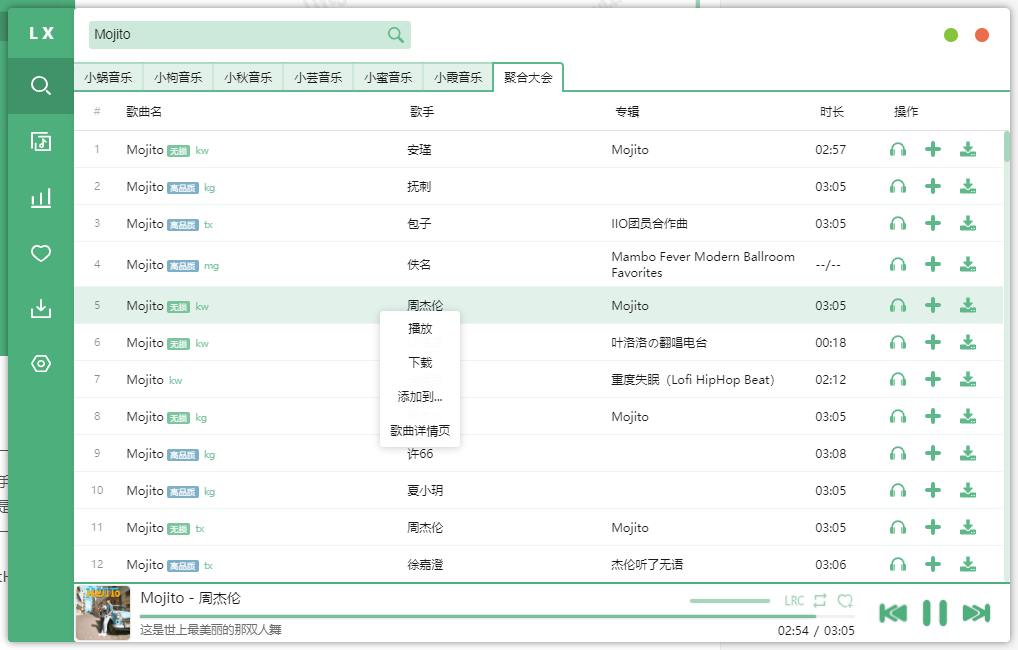 LX
Mojito
小蜗音乐 小枸音乐 小秋音乐 小芸音乐 小蜜音乐 小霞音乐 聚合大会
# 歌曲名 歌手 专辑 时长 操作
1 Mojito 无损 kw 安瑾 Mojito 02:57
2 Mojito 高品质 kg 抚刺 03:05
3 Mojito 高品质 tx 包子 IIO团员合作曲 03:05
4 Mojito 高品质 mg 佚名 Mambo Fever Modern Ballroom Favorites --/--
5 Mojito 无损 kw 周杰伦 Mojito 03:05
6 Mojito 无损 kw 叶洛洛の翻唱电台 00:18
7 Mojito kw 重度失眠（Lofi HipHop Beat） 02:12
8 Mojito 无损 kg Mojito 03:05
9 Mojito 高品质 kg 许66 03:08
10 Mojito 高品质 kg 夏小玥 03:05
11 Mojito 无损 tx 周杰伦 Mojito 03:05
12 Mojito 高品质 tx 徐嘉澄 杰伦听了无语 03:06
播放
下载
添加到...
歌曲详情页
Mojito - 周杰伦
LRC
这是世上最美丽的那双人舞
02:54 / 03:05